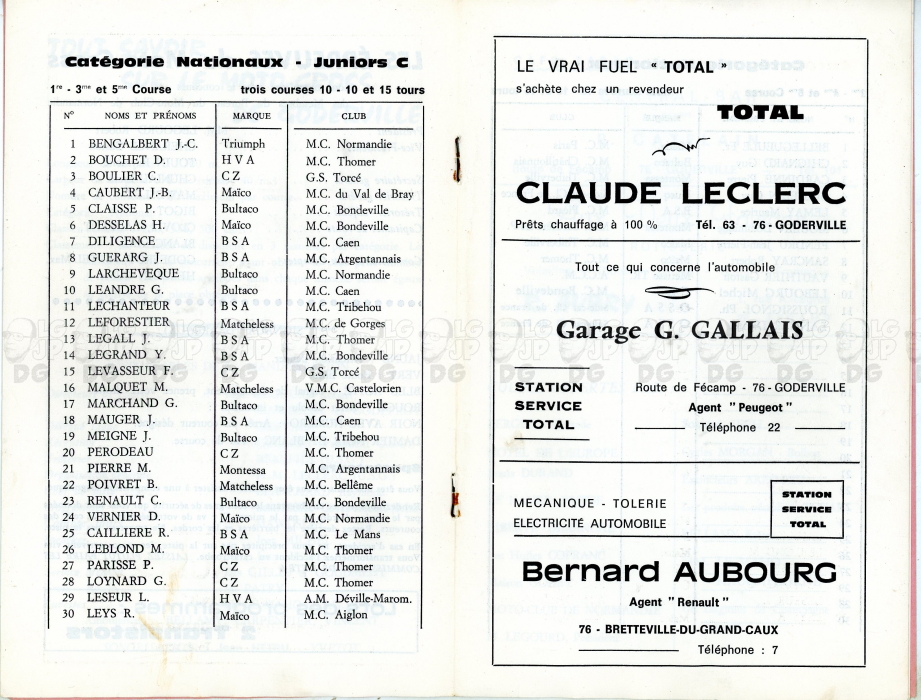 Catégorie Nationaux - Juniors C
1re - 3me et 5me Course trois courses 10 - 10 et 15 tours
N° NOMS ET PRÉNOMS MARQUE CLUB
1 BENGALBERT J.-C. Triumph M.C. Normandie
2 BOUCHET D. H V A M.C. Thomer
3 BOULIER C. C Z G.S. Torcé
4 CAUBERT J.-B. Maïco M.C. du Val de Bray
5 CLAISSE P. Bultaco M.C. Bondeville
6 DESSELAS H. Maïco M.C. Bondeville
7 DILIGENCE B S A M.C. Caen
8 GUERARG J. B S A M.C. Argentannais
9 LARCHEVEQUE Bultaco M.C. Normandie
10 LEANDRE G. Bultaco M.C. Caen
11 LECHANTEUR B S A M.C. Tribehou
12 LEFORESTIER Matcheless M.C. de Gorges
13 LEGALL J. B S A M.C. Thomer
14 LEGRAND Y. B S A M.C. Bondeville
15 LEVASSEUR F. C Z G.S. Torcé
16 MALQUET M. Matcheless V.M.C. Castelorien
17 MARCHAND G. Bultaco M.C. Bondeville
18 MAUGER J. B S A M.C. Caen
19 MEIGNE J. Bultaco M.C. Tribehou
20 PERODEAU C Z M.C. Thomer
21 PIERRE M. Montessa M.C. Argentannais
22 POIVRET B. Matcheless M.C. Bellême
23 RENAULT C. Bultaco M.C. Bondeville
24 VERNIER D. Maïco M.C. Normandie
25 CAILLIERE R. B S A M.C. Le Mans
26 LEBLOND M. Maïco M.C. Thomer
27 PARISSE P. C Z M.C. Thomer
28 LOYNARD G. C Z M.C. Thomer
29 LESEUR L. H V A A.M. Déville-Marom.
30 LEYS R. Maïco M.C. Aiglon
LE VRAI FUEL “ TOTAL ”
s'achète chez un revendeur
TOTAL
CLAUDE LECLERC
Prêts chauffage à 100 % Tél. 63 - 76 - GODERVILLE
Tout ce qui concerne l'automobile
Garage G. GALLAIS
STATION
SERVICE
TOTAL
Route de Fécamp - 76 - GODERVILLE
Agent " Peugeot "
Téléphone 22
MECANIQUE - TOLERIE
ELECTRICITÉ AUTOMOBILE
STATION
SERVICE
TOTAL
Bernard AUBOURG
Agent "Renault"
76 - BRETTEVILLE-DU-GRAND-CAUX
Téléphone : 7